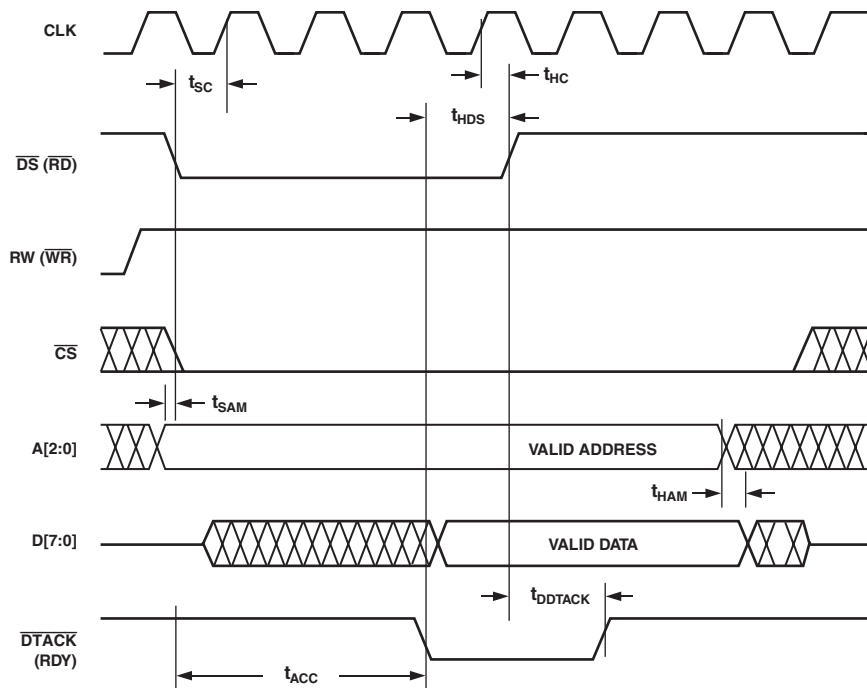 CLK
tSC
tHC
tHDS
DS (RD)
RW (WR)
CS
tSAM
A[2:0]
VALID ADDRESS
tHAM
D[7:0]
VALID DATA
tDDTACK
DTACK
(RDY)
tACC